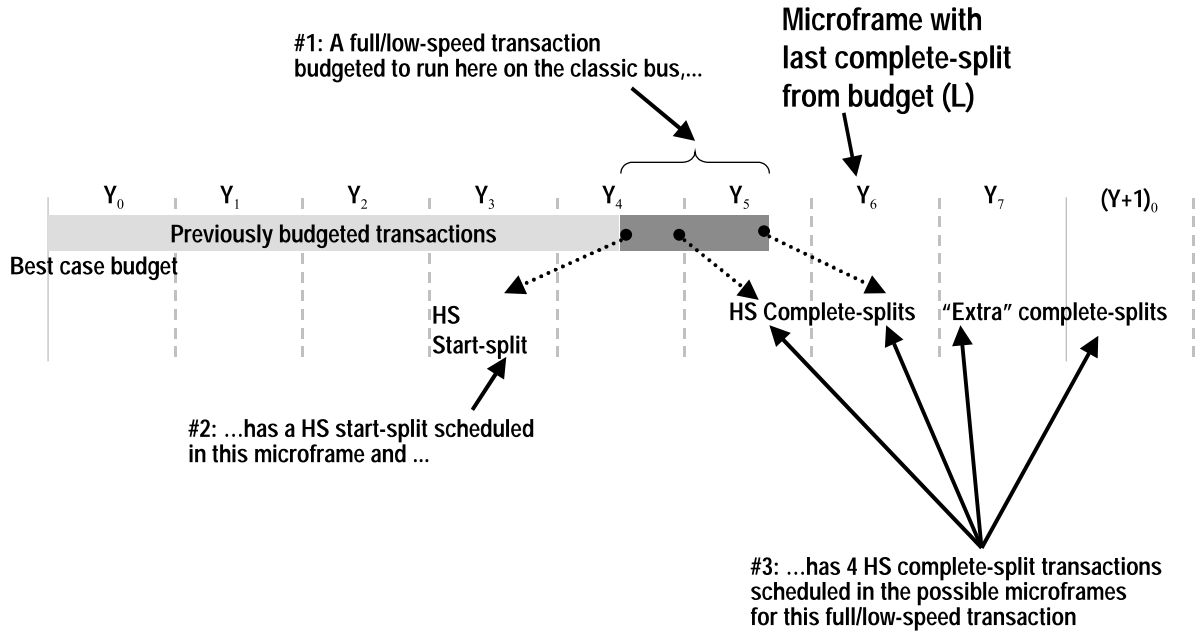 Microframe with
last complete-split
from budget (L)
#1: A full/low-speed transaction
budgeted to run here on the classic bus,...
Y0 Y1 Y2 Y3 Y4 Y5 Y6 Y7 (Y+1)0
Previously budgeted transactions
Best case budget
HS
Start-split
HS Complete-splits
“Extra” complete-splits
#2: ...has a HS start-split scheduled
in this microframe and ...
#3: ...has 4 HS complete-split transactions
scheduled in the possible microframes
for this full/low-speed transaction